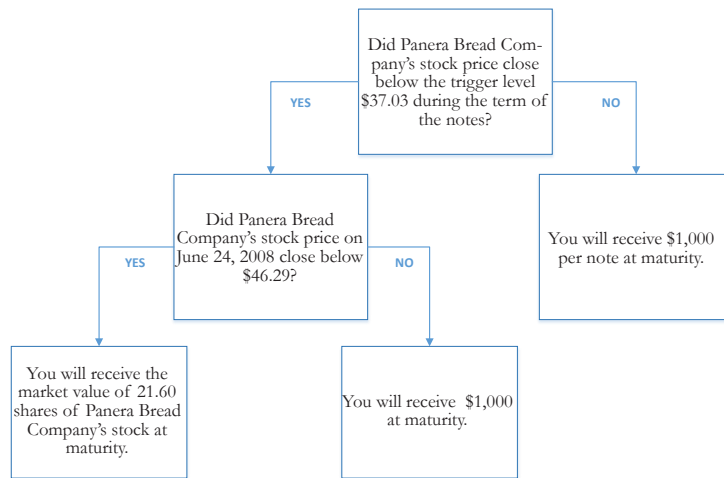 Did Panera Bread Com-
pany's stock price close
below the trigger level
$37.03 during the term of
the notes?
YES
NO
Did Panera Bread
Company's stock price on
June 24, 2008 close below
$46.29?
You will receive $1,000
per note at maturity.
YES
NO
You will receive the
market value of 21.60
shares of Panera Bread
Company's stock at
maturity.
You will receive $1,000
at maturity.